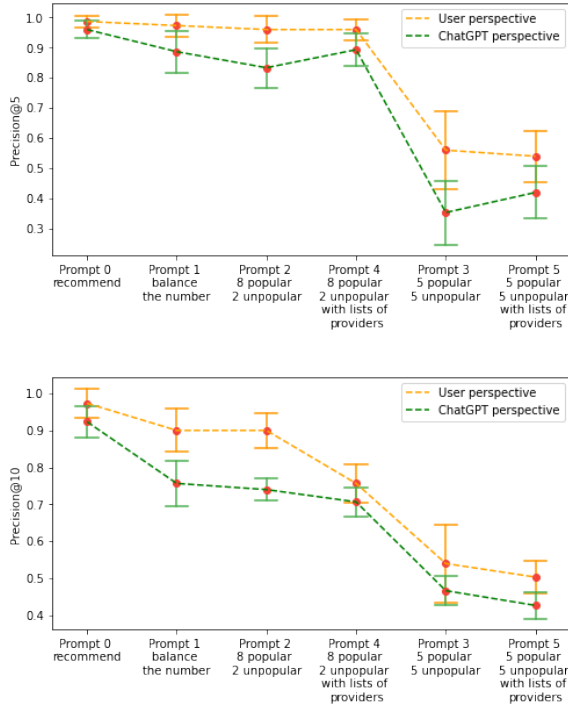 1.0
0.9
0.8
0.7
0.6
0.5
0.4
0.3
Precision@5
User perspective
ChatGPT perspective
Prompt 0
recommend
Prompt 1
balance
the number
Prompt 2
8 popular
2 unpopular
Prompt 4
8 popular
2 unpopular
with lists of
providers
Prompt 3
5 popular
5 unpopular
Prompt 5
5 popular
5 unpopular
with lists of
providers
1.0
0.9
0.8
0.7
0.6
0.5
0.4
Precision@10
User perspective
ChatGPT perspective
Prompt 0
recommend
Prompt 1
balance
the number
Prompt 2
8 popular
2 unpopular
Prompt 4
8 popular
2 unpopular
with lists of
providers
Prompt 3
5 popular
5 unpopular
Prompt 5
5 popular
5 unpopular
with lists of
providers